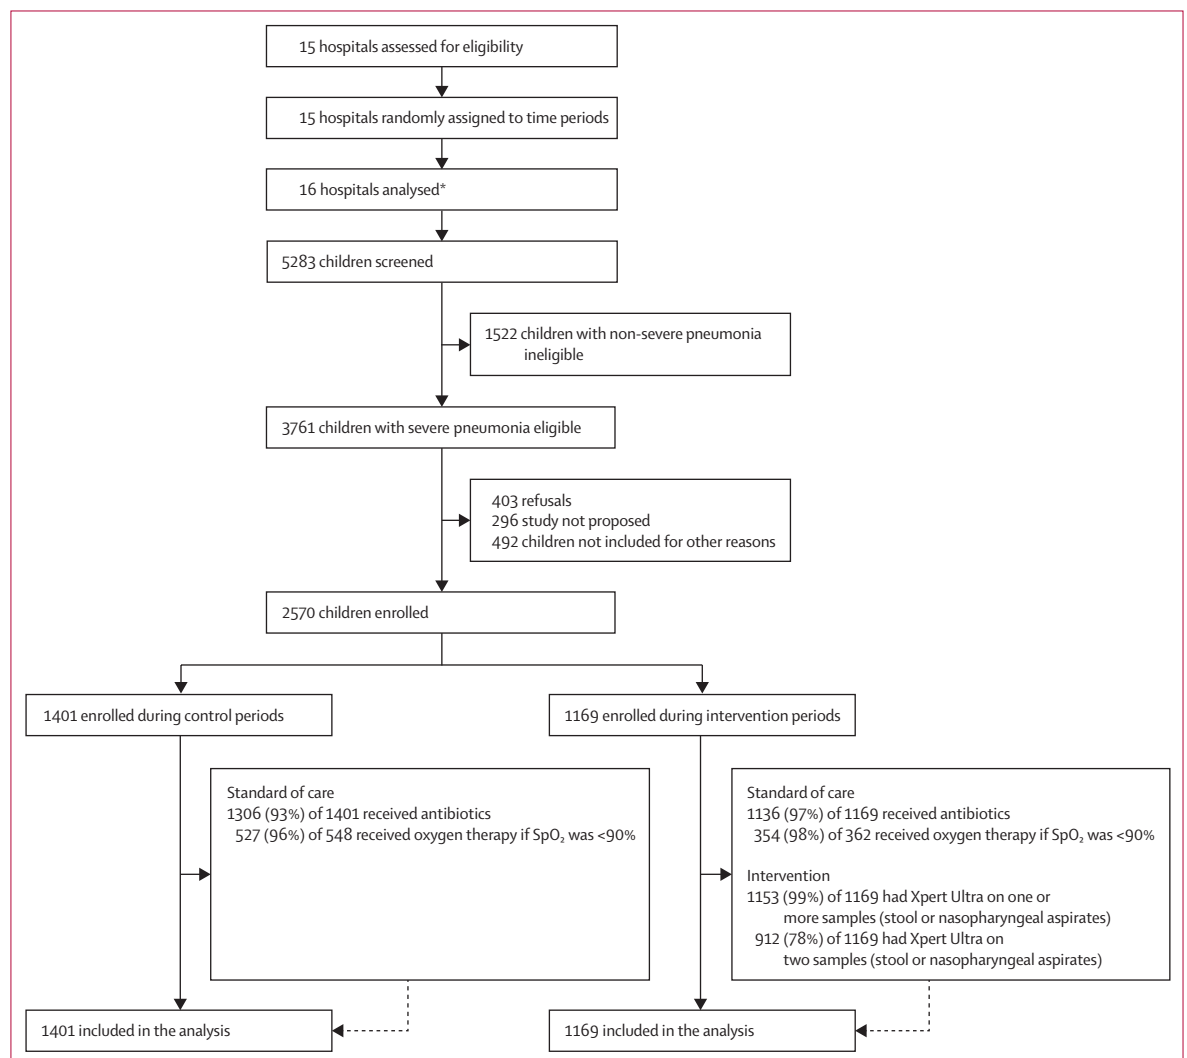 15 hospitals assessed for eligibility
15 hospitals randomly assigned to time periods
16 hospitals analysed*
5283 children screened
1522 children with non-severe pneumonia
ineligible
3761 children with severe pneumonia eligible
403 refusals
296 study not proposed
492 children not included for other reasons
2570 children enrolled
1401 enrolled during control periods
1169 enrolled during intervention periods
Standard of care
1306 (93%) of 1401 received antibiotics
527 (96%) of 548 received oxygen therapy if SpO₂ was <90%
Standard of care
1136 (97%) of 1169 received antibiotics
354 (98%) of 362 received oxygen therapy if SpO₂ was <90%
Intervention
1153 (99%) of 1169 had Xpert Ultra on one or
more samples (stool or nasopharyngeal aspirates)
912 (78%) of 1169 had Xpert Ultra on
two samples (stool or nasopharyngeal aspirates)
1401 included in the analysis
1169 included in the analysis